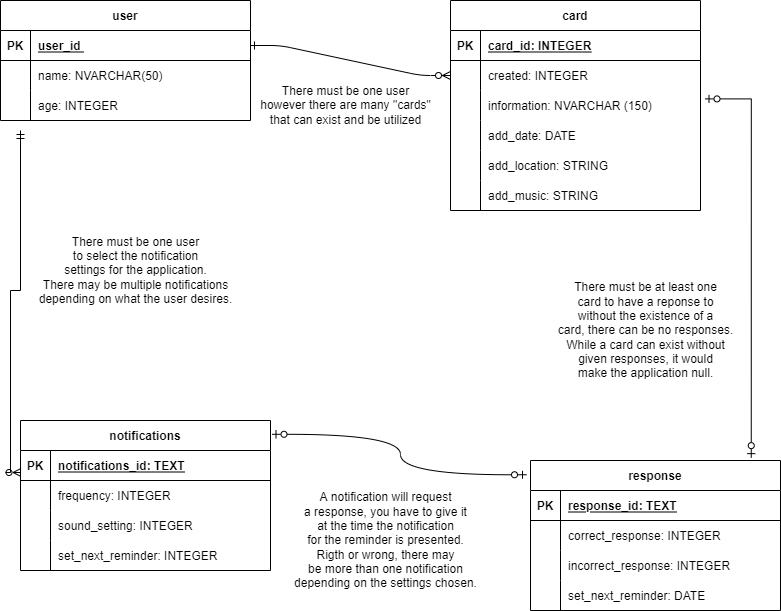 user
PK user_id
name: NVARCHAR(50)
age: INTEGER
card
PK card_id: INTEGER
created: INTEGER
information: NVARCHAR (150)
add_date: DATE
add_location: STRING
add_music: STRING
There must be one user
however there are many "cards"
that can exist and be utilized
There must be one user
to select the notification
settings for the application.
There may be multiple notifications
depending on what the user desires.
There must be at least one
card to have a reponse to
without the existence of a
card, there can be no responses.
While a card can exist without
given responses, it would
make the application null.
notifications
PK notifications_id: TEXT
frequency: INTEGER
sound_setting: INTEGER
set_next_reminder: INTEGER
A notification will request
a response, you have to give it
at the time the notification
for the reminder is presented.
Rigth or wrong, there may
be more than one notification
depending on the settings chosen.
response
PK response_id: TEXT
correct_response: INTEGER
incorrect_response: INTEGER
set_next_reminder: DATE